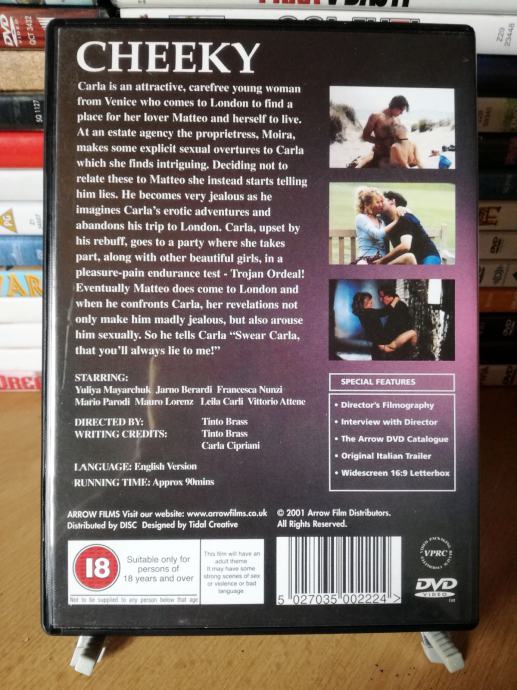 CHEEKY
Carla is an attractive, carefree young woman
from Venice who comes to London to find a
place for her lover Matteo and herself to live.
At an estate agency the proprietress, Moira,
makes some explicit sexual overtures to Carla
which she finds intriguing. Deciding not to
relate these to Matteo she instead starts telling
him lies. He becomes very jealous as he
imagines Carla's erotic adventures and
abandons his trip to London. Carla, upset by
his rebuff, goes to a party where she takes
part, along with other beautiful girls, in a
pleasure-pain endurance test - Trojan Ordeal!
Eventually Matteo does come to London and
when he confronts Carla, her revelations not
only make him madly jealous, but also arouse
him sexually. So he tells Carla "Swear Carla,
that you'll always lie to me!"
STARRING:
Yuliya Mayarchuk Jarno Berardi Francesca Nunzi
Mario Parodi Mauro Lorenz Leila Carli Vittorio Attene
DIRECTED BY: Tinto Brass
WRITING CREDITS: Tinto Brass
Carla Cipriani
LANGUAGE: English Version
RUNNING TIME: Approx 90mins
SPECIAL FEATURES
• Director's Filmography
• Interview with Director
• The Arrow DVD Catalogue
• Original Italian Trailer
• Widescreen 16:9 Letterbox
ARROW FILMS Visit our website: www.arrowfilms.co.uk
Distributed by DISC Designed by Tidal Creative
© 2001 Arrow Film Distributors.
All Rights Reserved.
18
Suitable only for
persons of
18 years and over
Not to be supplied to any person below that age
This film will have an
adult theme
It may have some
strong scenes of sex
or violence or bad
language
5 027035 002224 >
VPRC
DVD
VIDEO
DVD
PG